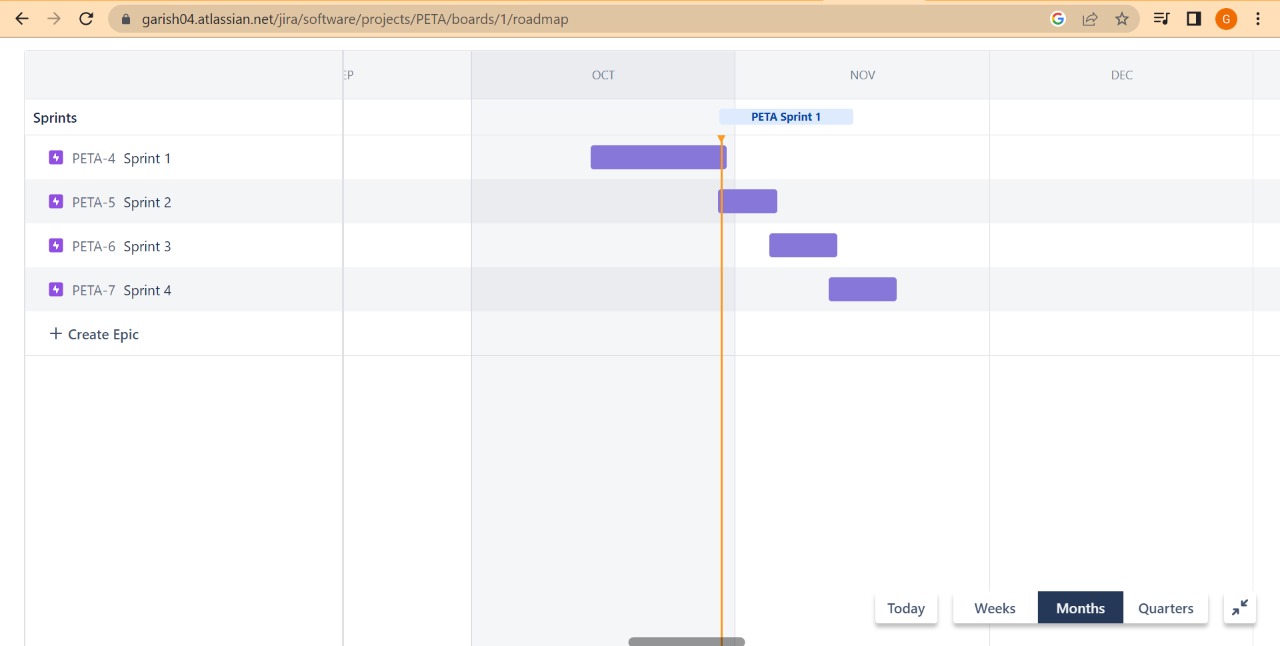 garish04.atlassian.net/jira/software/projects/PETA/boards/1/roadmap
G
G
EP
OCT
NOV
DEC
Sprints
PETA Sprint 1
PETA-4 Sprint 1
PETA-5 Sprint 2
PETA-6 Sprint 3
PETA-7 Sprint 4
+ Create Epic
Today
Weeks
Months
Quarters